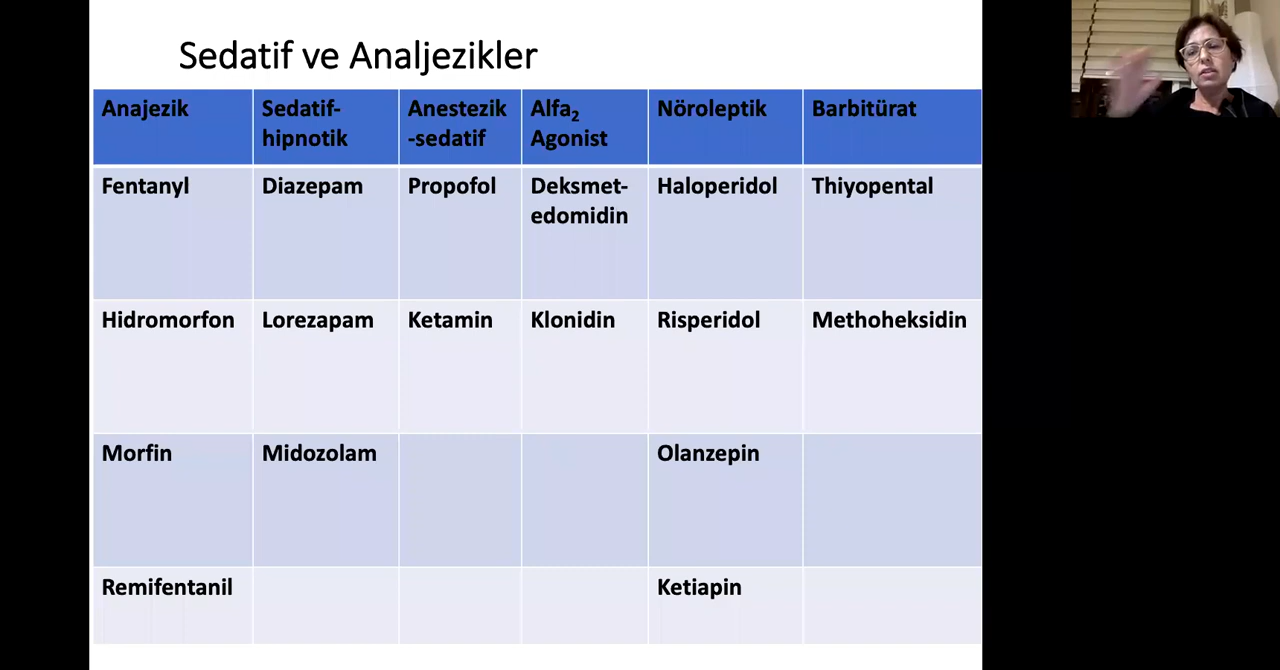 Sedatif ve Analjezikler
Anajezik
Sedatif-
hipnotik
Anestezik
-sedatif
Alfa₂
Agonist
Nöroleptik
Barbitürat
Fentanyl
Diazepam
Propofol
Deksmet-
edomidin
Haloperidol
Thiyopental
Hidromorfon
Lorezapam
Ketamin
Klonidin
Risperidol
Methoheksidin
Morfin
Midozolam
Olanzepin
Remifentanil
Ketiapin